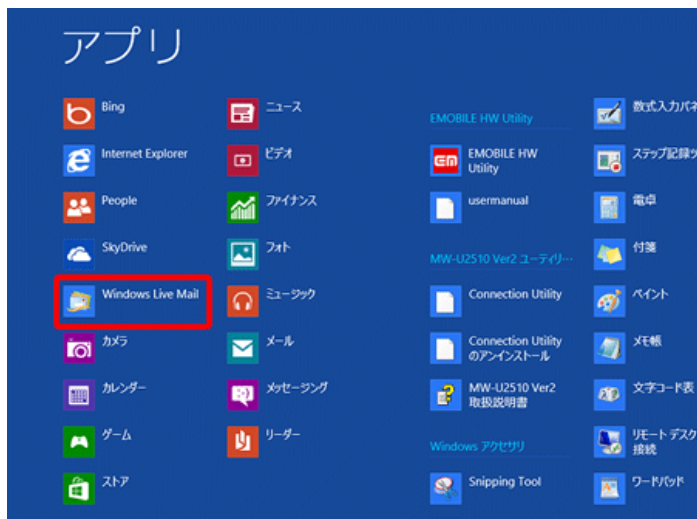 アプリ
Bing
Internet Explorer
People
SkyDrive
Windows Live Mail
カメラ
カレンダー
ゲーム
ストア
ニュース
ビデオ
ファイナンス
フォト
ミュージック
メール
メッセージング
リーダー
EMOBILE HW Utility
EMOBILE HW
Utility
usermanual
MW-U2510 Ver2 ユーティリ…
Connection Utility
Connection Utility
のアンインストール
MW-U2510 Ver2
取扱説明書
Windows アクセサリ
Snipping Tool
数式入力パネ
ステップ記録ツ
電卓
付箋
ペイント
メモ帳
文字コード表
リモート デスク
接続
ワードパッド